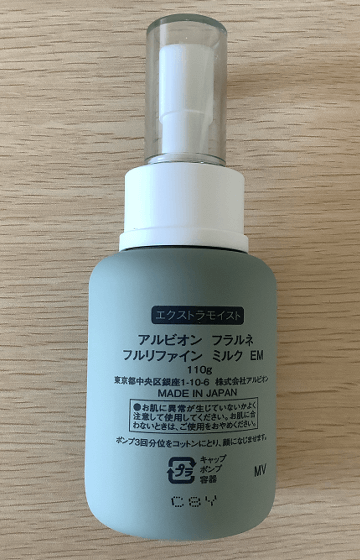 エクストラモイスト
アルビオン フラルネ
フルリファイン ミルク EM
110g
東京都中央区銀座1-10-6 株式会社アルビオン
MADE IN JAPAN
●お肌に異常が生じていないかよく
注意して使用してください。お肌に合
わないときは、ご使用をおやめください。
ポンプ3回分位をコットンにとり、顔になじませます。
プラ
キャップ
ポンプ
容器
MV
C8Y